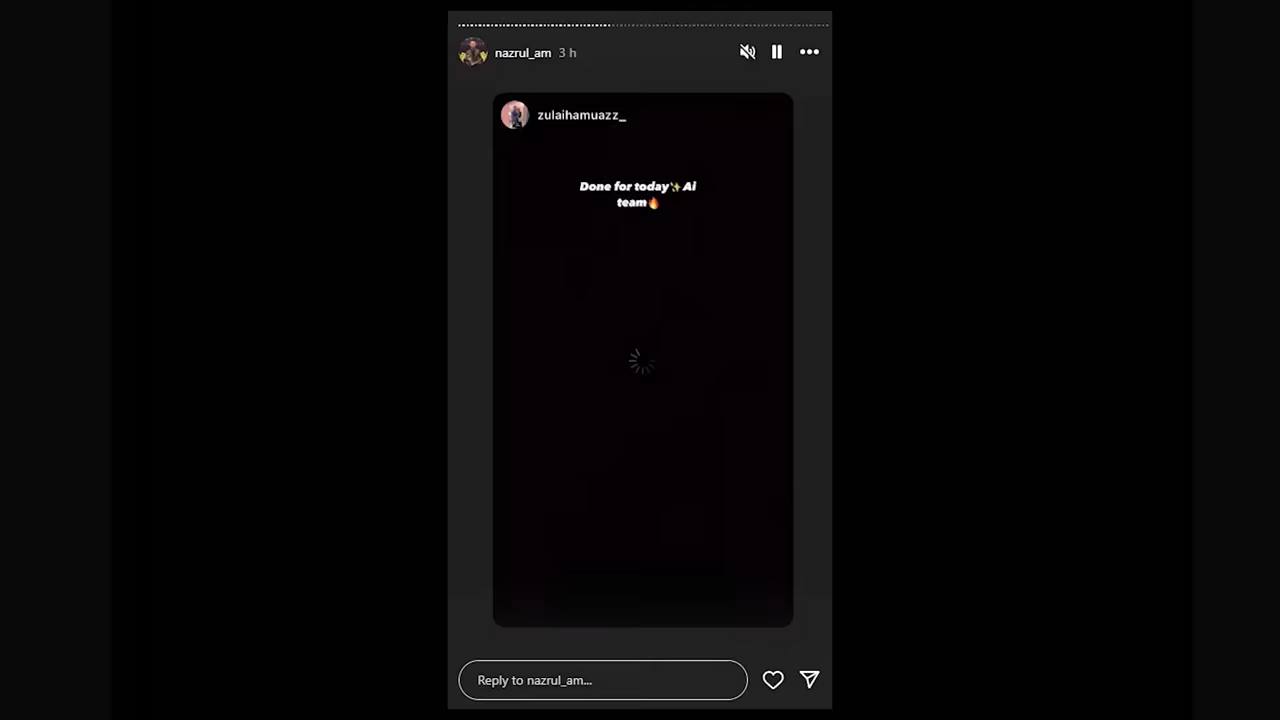 nazrul_am 3 h
zulaihamuazz_
Done for today✨Ai
team🔥
Reply to nazrul_am...